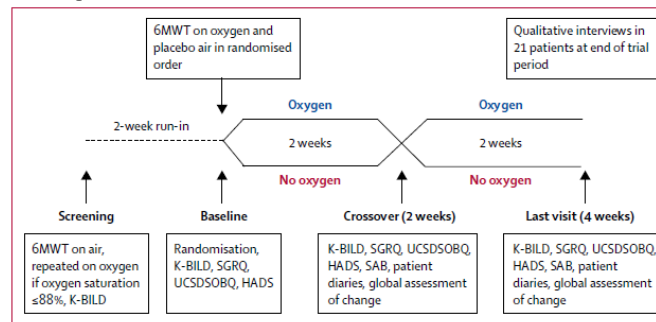 6MWT on oxygen and
placebo air in randomised
order
Qualitative interviews in
21 patients at end of trial
period
2-week run-in
Oxygen
Oxygen
2 weeks
2 weeks
No oxygen
No oxygen
Screening
Baseline
Crossover (2 weeks)
Last visit (4 weeks)
6MWT on air,
repeated on oxygen
if oxygen saturation
≤88%, K-BILD
Randomisation,
K-BILD, SGRQ,
UCSDSOBQ, HADS
K-BILD, SGRQ, UCSDSOBQ,
HADS, SAB, patient
diaries, global assessment
of change
K-BILD, SGRQ, UCSDSOBQ,
HADS, SAB, patient
diaries, global assessment
of change